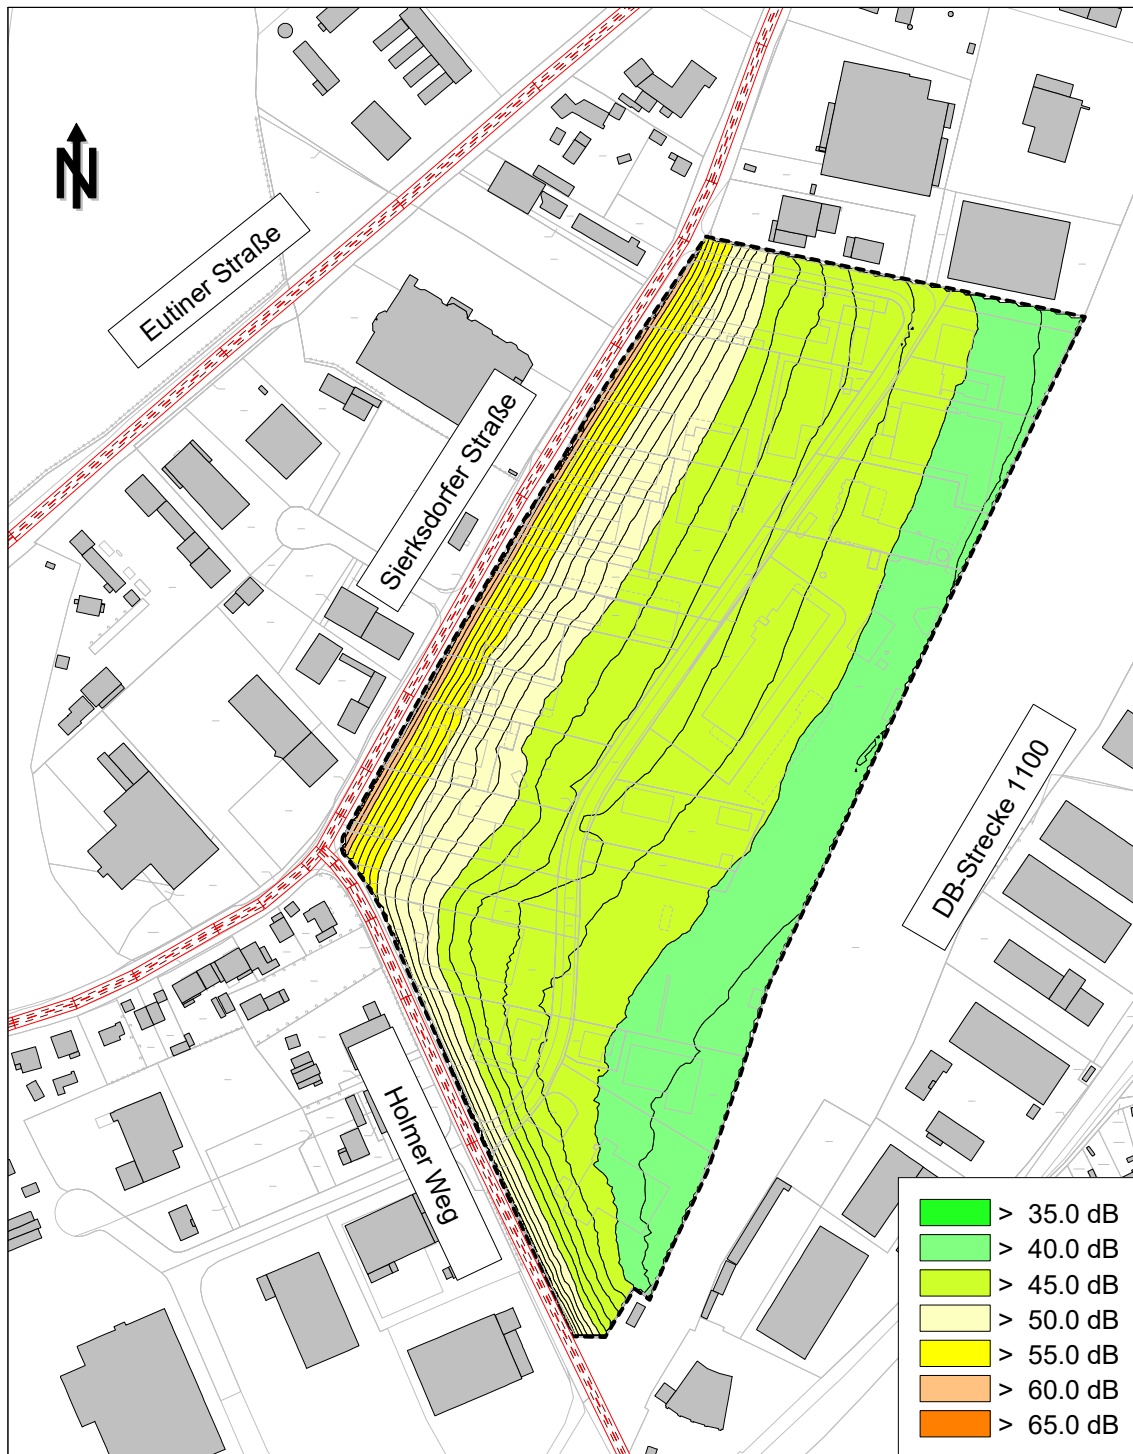 N
Eutiner Straße
Sierksdorfer Straße
DB-Strecke 1100
Holmer Weg
> 35.0 dB
> 40.0 dB
> 45.0 dB
> 50.0 dB
> 55.0 dB
> 60.0 dB
> 65.0 dB